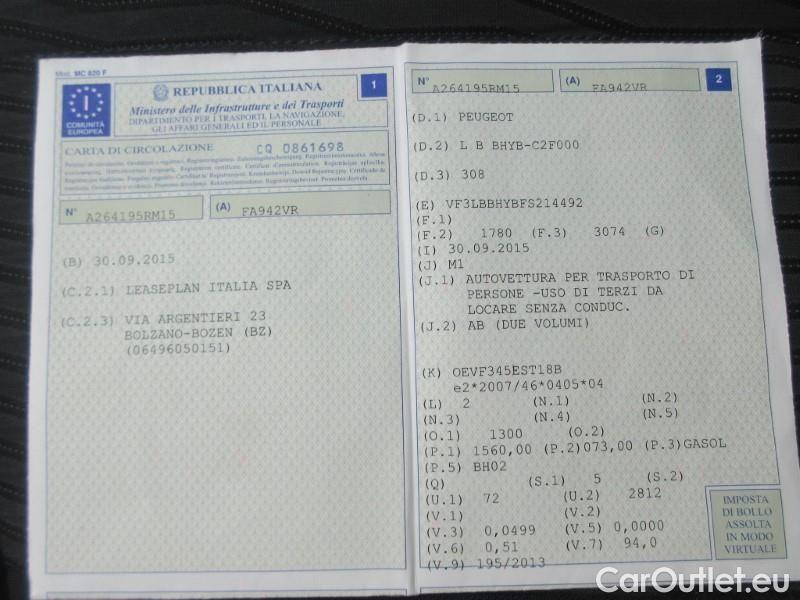 Mod. MC 820 F
I
COMUNITÀ
EUROPEA
REPUBBLICA ITALIANA
1
Ministero delle Infrastrutture e dei Trasporti
DIPARTIMENTO PER I TRASPORTI, LA NAVIGAZIONE,
GLI AFFARI GENERALI ED IL PERSONALE
CARTA DI CIRCOLAZIONE CQ 0861698
N° A264195RM15 (A) FA942VR
(B) 30.09.2015
(C.2.1) LEASEPLAN ITALIA SPA
(C.2.3) VIA ARGENTIERI 23
BOLZANO-BOZEN (BZ)
(06496050151)
N° A264195RM15 (A) FA942VR 2
(D.1) PEUGEOT
(D.2) L B BHYB-C2F000
(D.3) 308
(E) VF3LBBHYBFS214492
(F.1)
(F.2) 1780 (F.3) 3074 (G)
(I) 30.09.2015
(J) M1
(J.1) AUTOVETTURA PER TRASPORTO DI
PERSONE -USO DI TERZI DA
LOCARE SENZA CONDUC.
(J.2) AB (DUE VOLUMI)
(K) OEVF345EST18B
e2*2007/46*0405*04
(L) 2 (N.1) (N.2)
(N.3) (N.4) (N.5)
(O.1) 1300 (O.2)
(P.1) 1560,00 (P.2)073,00 (P.3)GASOL
(P.5) BH02
(Q) (S.1) 5 (S.2)
(U.1) 72 (U.2) 2812
(V.1) (V.2)
(V.3) 0,0499 (V.5) 0,0000
(V.6) 0,51 (V.7) 94,0
(V.9) 195/2013
IMPOSTA
DI BOLLO
ASSOLTA
IN MODO
VIRTUALE
CarOutlet.eu